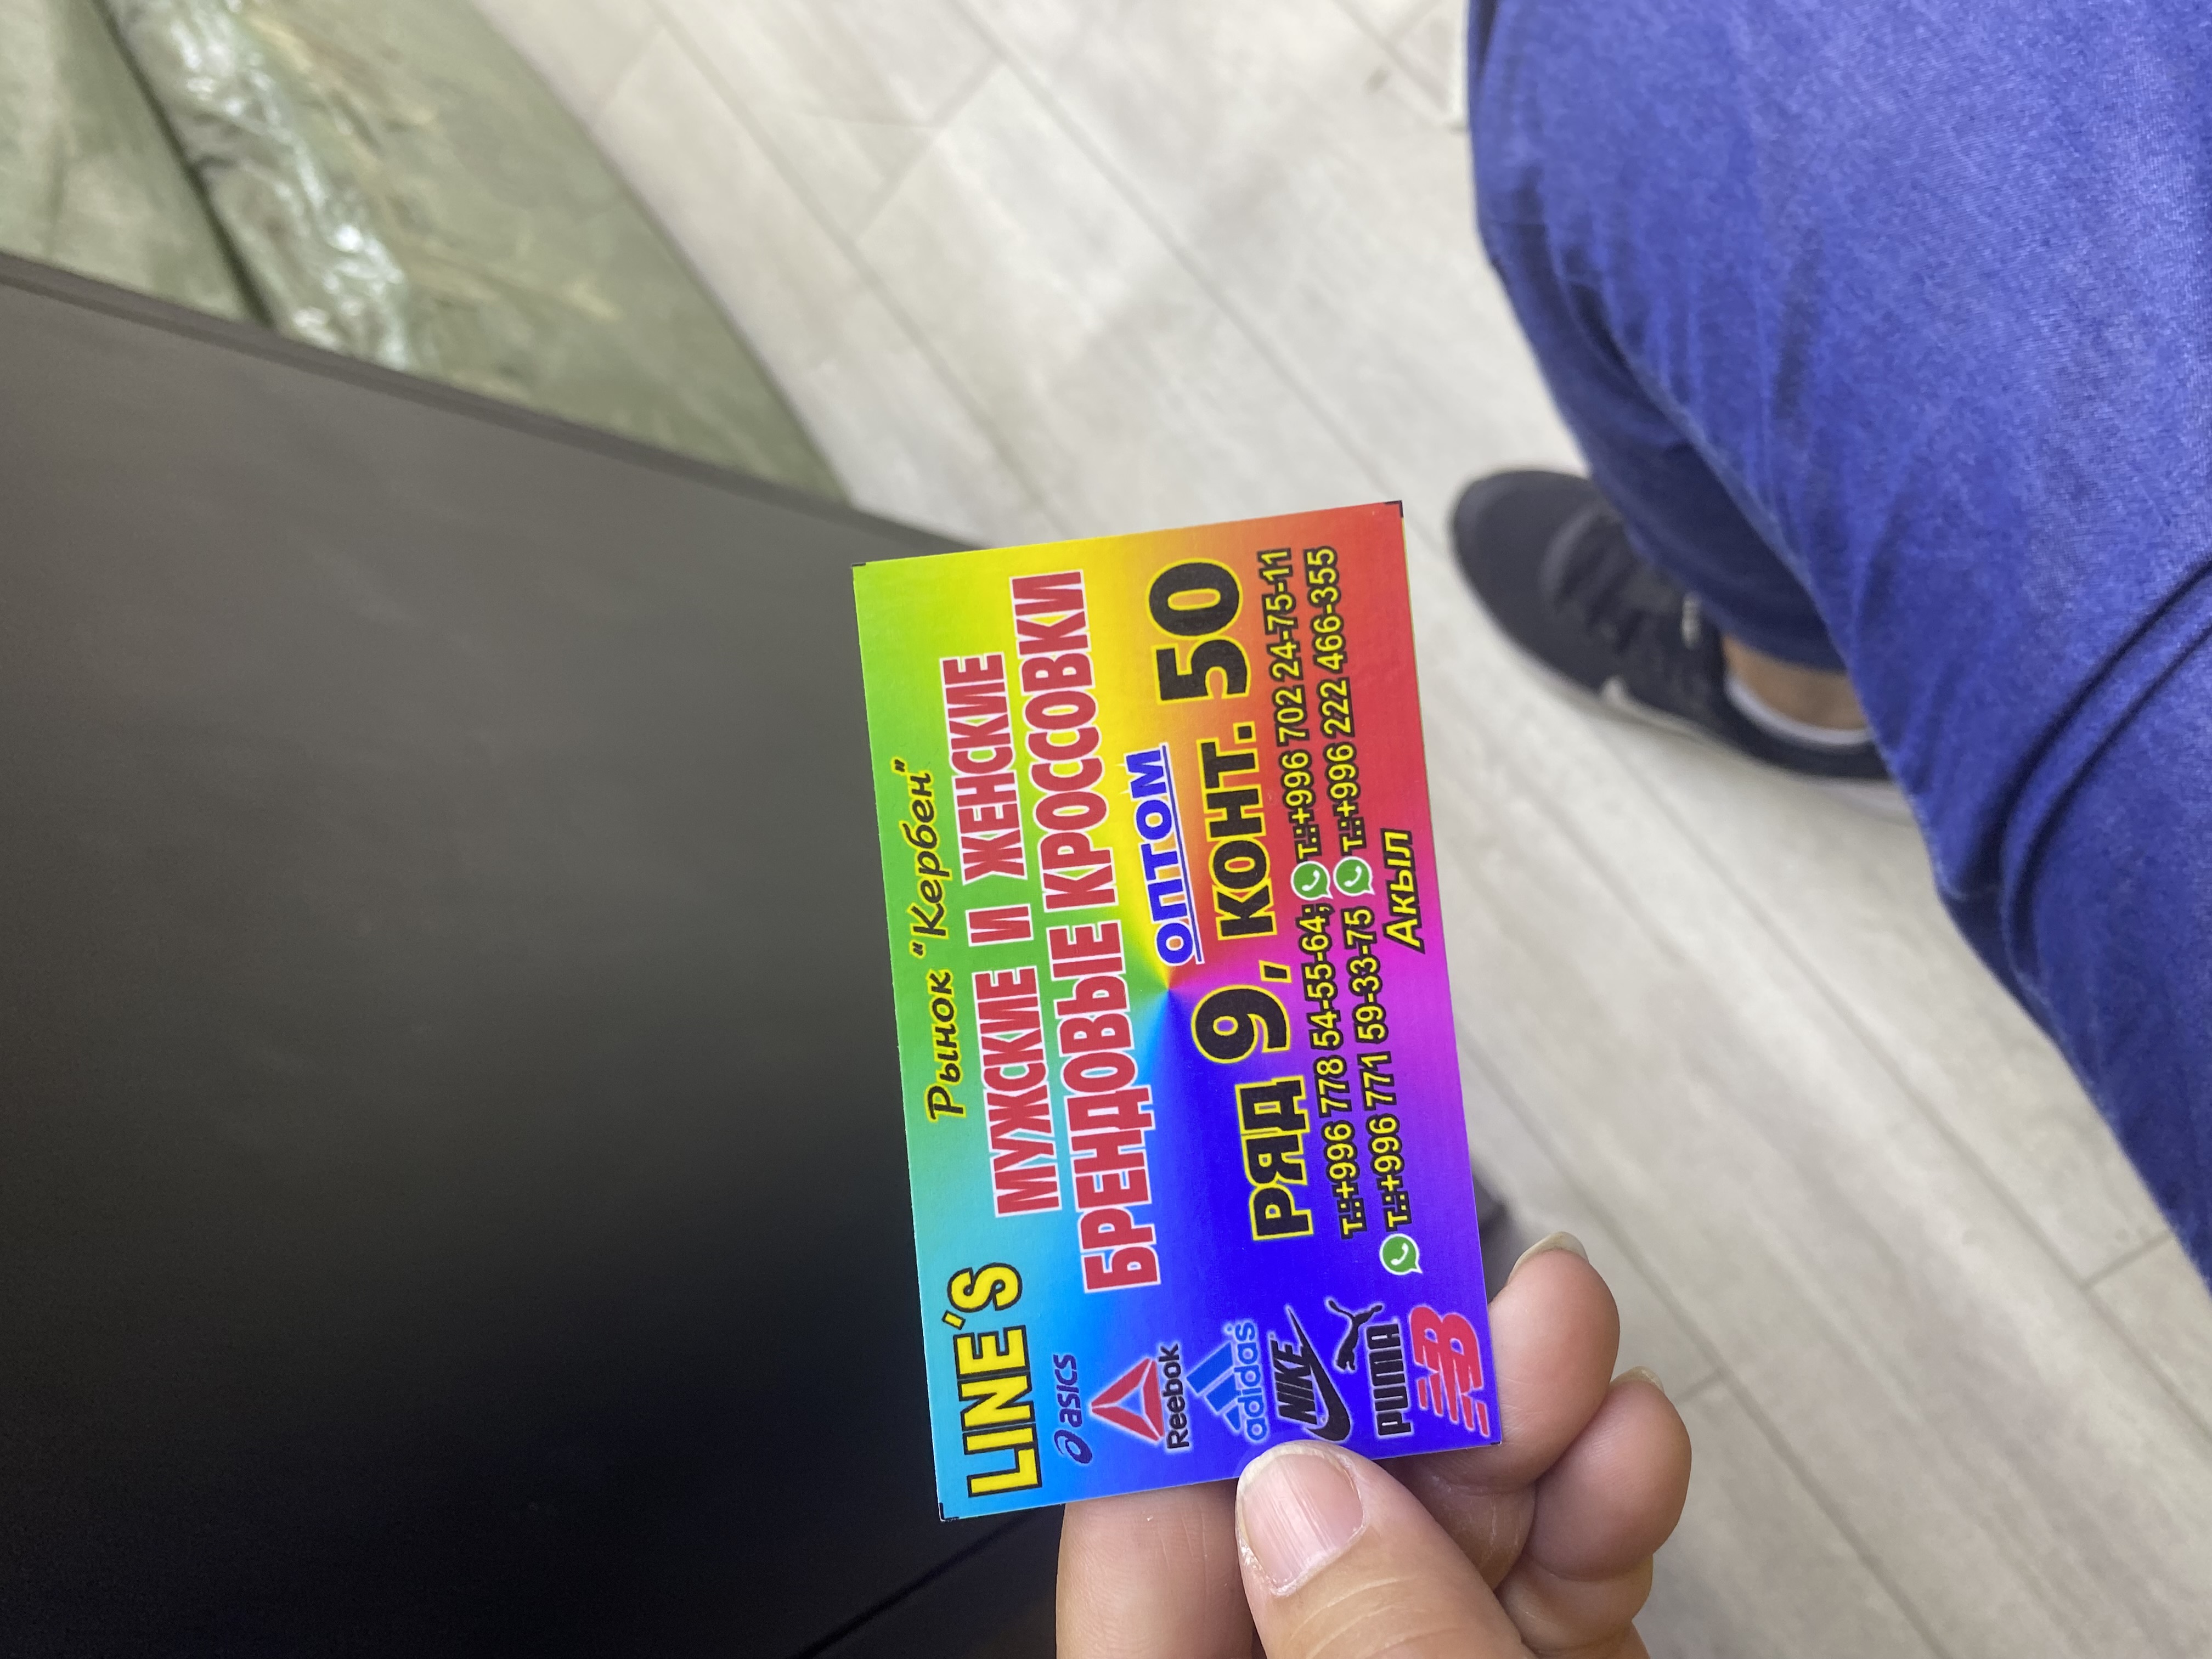 LINE'S
Рынок "Кербен"
МУЖСКИЕ И ЖЕНСКИЕ
БРЕНДОВЫЕ КРОССОВКИ
ОПТОМ
РЯД 9, КОНТ. 50
т.:+996 778 54-55-64; т.:+996 702 24-75-11
т.:+996 771 59-33-75 т.:+996 222 466-355
Акыл
asics
Reebok
adidas
NIKE
PUMA
NB